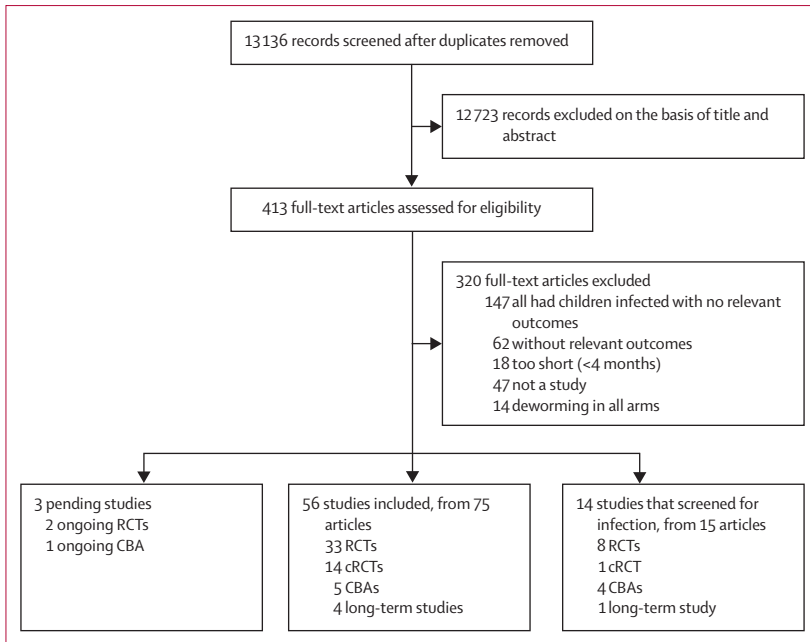 13 136 records screened after duplicates removed
12 723 records excluded on the basis of title and
abstract
413 full-text articles assessed for eligibility
320 full-text articles excluded
147 all had children infected with no relevant
outcomes
62 without relevant outcomes
18 too short (<4 months)
47 not a study
14 deworming in all arms
3 pending studies
2 ongoing RCTs
1 ongoing CBA
56 studies included, from 75
articles
33 RCTs
14 cRCTs
5 CBAs
4 long-term studies
14 studies that screened for
infection, from 15 articles
8 RCTs
1 cRCT
4 CBAs
1 long-term study